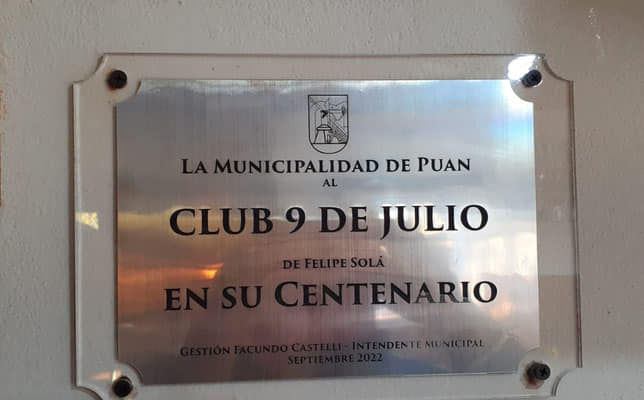 LA MUNICIPALIDAD DE PUAN
AL
CLUB 9 DE JULIO
DE FELIPE SOLÁ
EN SU CENTENARIO
GESTIÓN FACUNDO CASTELLI - INTENDENTE MUNICIPAL
SEPTIEMBRE 2022